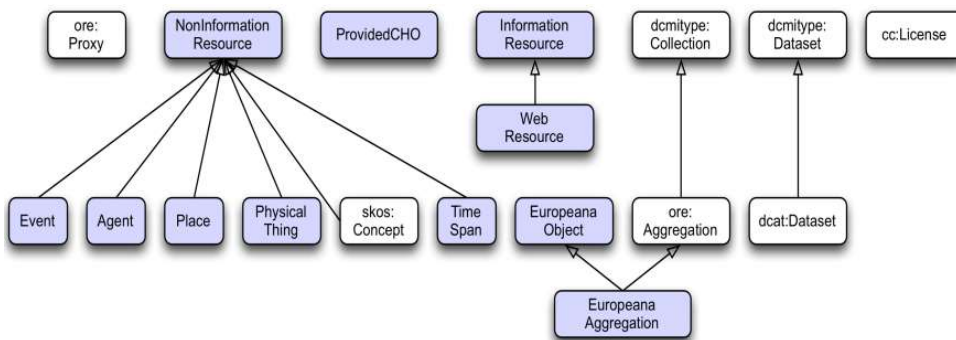 ore:
Proxy
NonInformation
Resource
ProvidedCHO
Information
Resource
dcmitype:
Collection
dcmitype:
Dataset
cc:License
Web
Resource
Event
Agent
Place
Physical
Thing
skos:
Concept
Time
Span
Europeana
Object
ore:
Aggregation
dcat:Dataset
Europeana
Aggregation